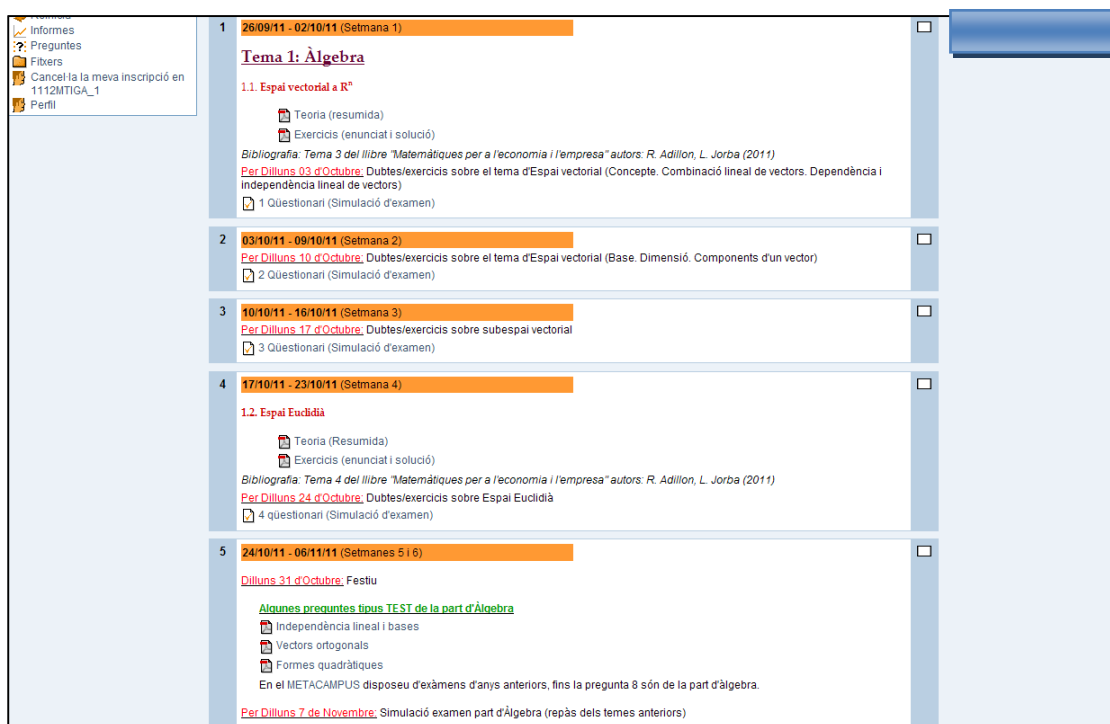 Informes
Preguntes
Fitxers
Cancel·la la meva inscripció en
1112MTIGA_1
Perfil
1
26/09/11 - 02/10/11 (Setmana 1)
Tema 1: Àlgebra
1.1. Espai vectorial a Rⁿ
Teoria (resumida)
Exercicis (enunciat i solució)
Bibliografia: Tema 3 del llibre "Matemàtiques per a l'economia i l'empresa" autors: R. Adillon, L. Jorba (2011)
Per Dilluns 03 d'Octubre: Dubtes/exercicis sobre el tema d'Espai vectorial (Concepte. Combinació lineal de vectors. Dependència i
independència lineal de vectors)
1 Qüestionari (Simulació d'examen)
2
03/10/11 - 09/10/11 (Setmana 2)
Per Dilluns 10 d'Octubre: Dubtes/exercicis sobre el tema d'Espai vectorial (Base. Dimensió. Components d'un vector)
2 Qüestionari (Simulació d'examen)
3
10/10/11 - 16/10/11 (Setmana 3)
Per Dilluns 17 d'Octubre: Dubtes/exercicis sobre subespai vectorial
3 Qüestionari (Simulació d'examen)
4
17/10/11 - 23/10/11 (Setmana 4)
1.2. Espai Euclidià
Teoria (Resumida)
Exercicis (enunciat i solució)
Bibliografia: Tema 4 del llibre "Matemàtiques per a l'economia i l'empresa" autors: R. Adillon, L. Jorba (2011)
Per Dilluns 24 d'Octubre: Dubtes/exercicis sobre Espai Euclidià
4 qüestionari (Simulació d'examen)
5
24/10/11 - 06/11/11 (Setmanes 5 i 6)
Dilluns 31 d'Octubre: Festiu
Algunes preguntes tipus TEST de la part d'Àlgebra
Independència lineal i bases
Vectors ortogonals
Formes quadràtiques
En el METACAMPUS disposeu d'exàmens d'anys anteriors, fins la pregunta 8 són de la part d'àlgebra.
Per Dilluns 7 de Novembre: Simulació examen part d'Àlgebra (repàs dels temes anteriors)